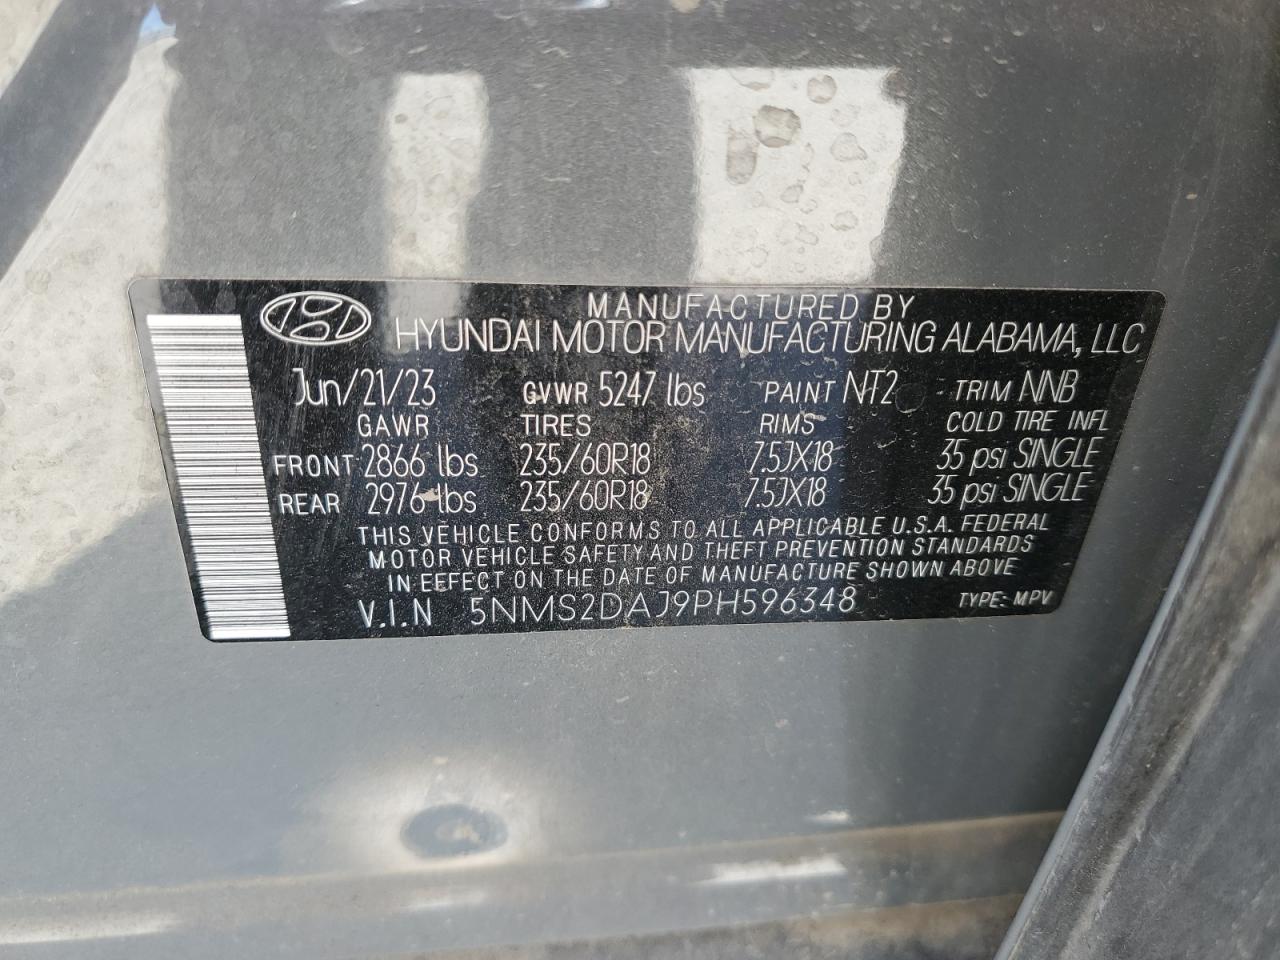 MANUFACTURED BY
HYUNDAI MOTOR MANUFACTURING ALABAMA, LLC
Jun/21/23 GVWR 5247 lbs PAINT NT2 TRIM NNB
GAWR TIRES RIMS COLD TIRE INFL
FRONT 2866 lbs 235/60R18 7.5JX18 35 psi SINGLE
REAR 2976 lbs 235/60R18 7.5JX18 35 psi SINGLE
THIS VEHICLE CONFORMS TO ALL APPLICABLE U.S.A. FEDERAL
MOTOR VEHICLE SAFETY AND THEFT PREVENTION STANDARDS
IN EFFECT ON THE DATE OF MANUFACTURE SHOWN ABOVE
V.I.N 5NMS2DAJ9PH596348 TYPE: MPV